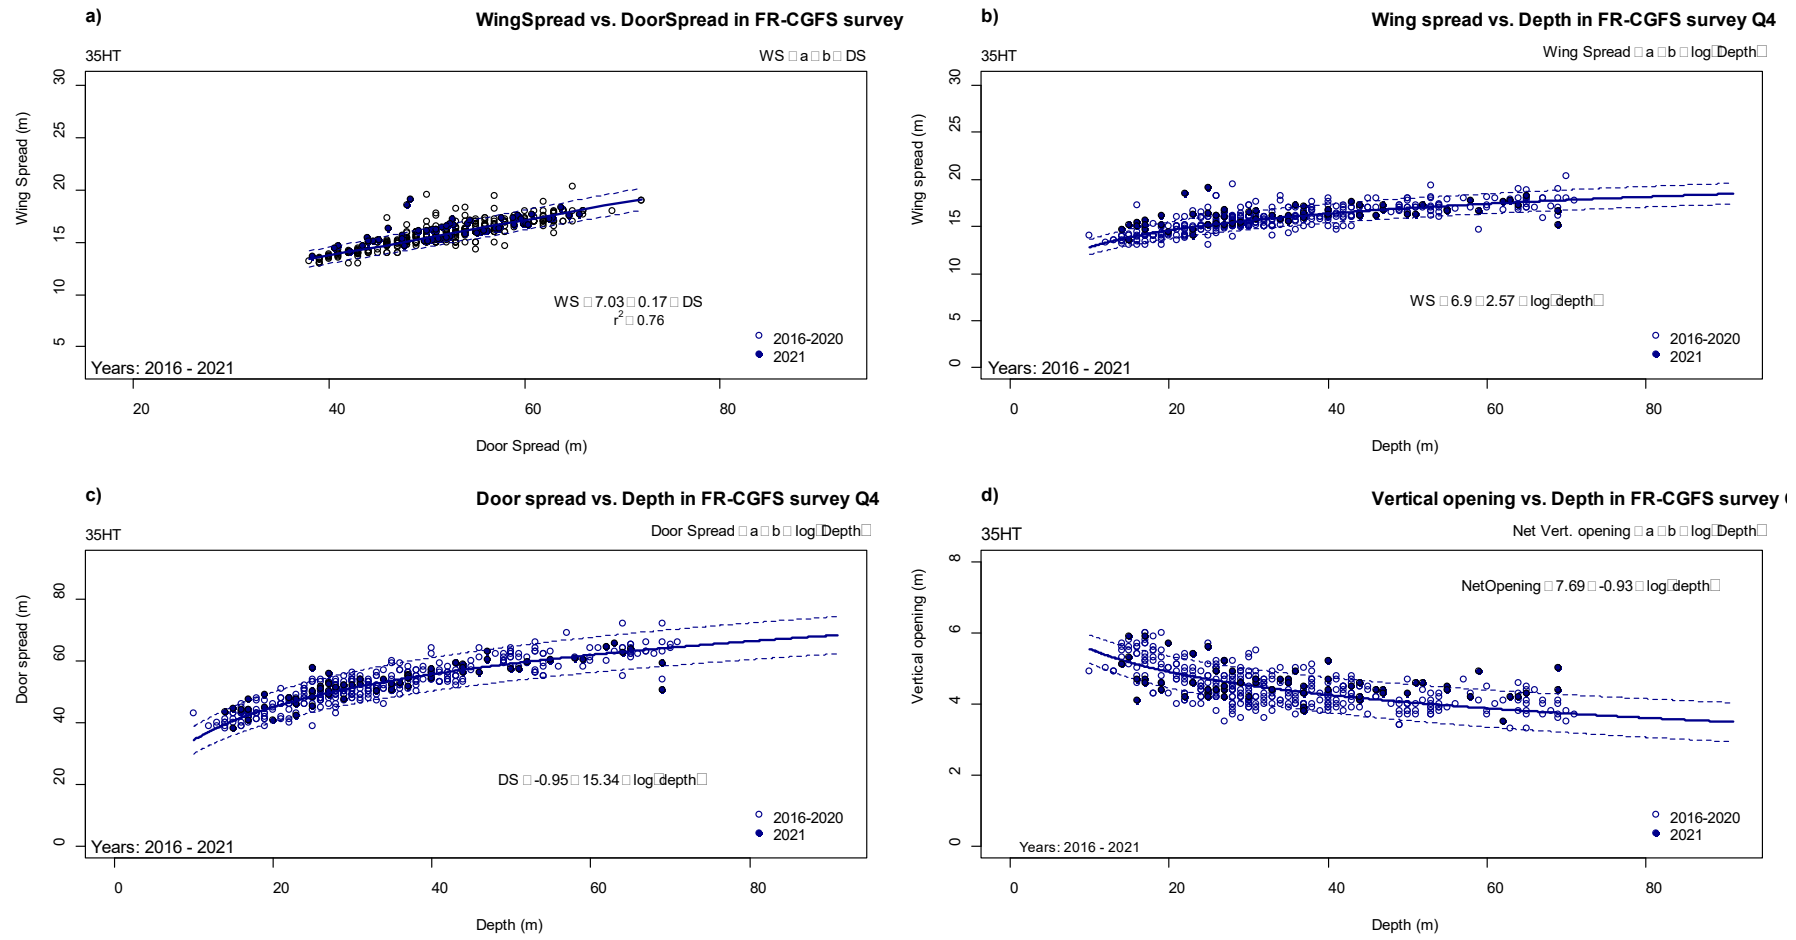 a)
WingSpread vs. DoorSpread in FR-CGFS survey
35HT
WS □ a □ b □ DS
30
25
20
15
10
5
Wing Spread (m)
WS □ 7.03 □ 0.17 □ DS
r2 □ 0.76
2016-2020
2021
Years: 2016 - 2021
20 40 60 80
Door Spread (m)
b)
Wing spread vs. Depth in FR-CGFS survey Q4
35HT
Wing Spread □ a □ b □ log□Depth□
30
25
20
15
10
5
0
Wing spread (m)
WS □ 6.9 □ 2.57 □ log□depth□
2016-2020
2021
Years: 2016 - 2021
0 20 40 60 80
Depth (m)
c)
Door spread vs. Depth in FR-CGFS survey Q4
35HT
Door Spread □ a □ b □ log□Depth□
80
60
40
20
0
Door spread (m)
DS □ -0.95 □ 15.34 □ log□depth□
2016-2020
2021
Years: 2016 - 2021
0 20 40 60 80
Depth (m)
d)
Vertical opening vs. Depth in FR-CGFS survey
35HT
Net Vert. opening □ a □ b □ log□Depth□
8
6
4
2
0
Vertical opening (m)
NetOpening □ 7.69 □ -0.93 □ log□depth□
2016-2020
2021
Years: 2016 - 2021
0 20 40 60 80
Depth (m)